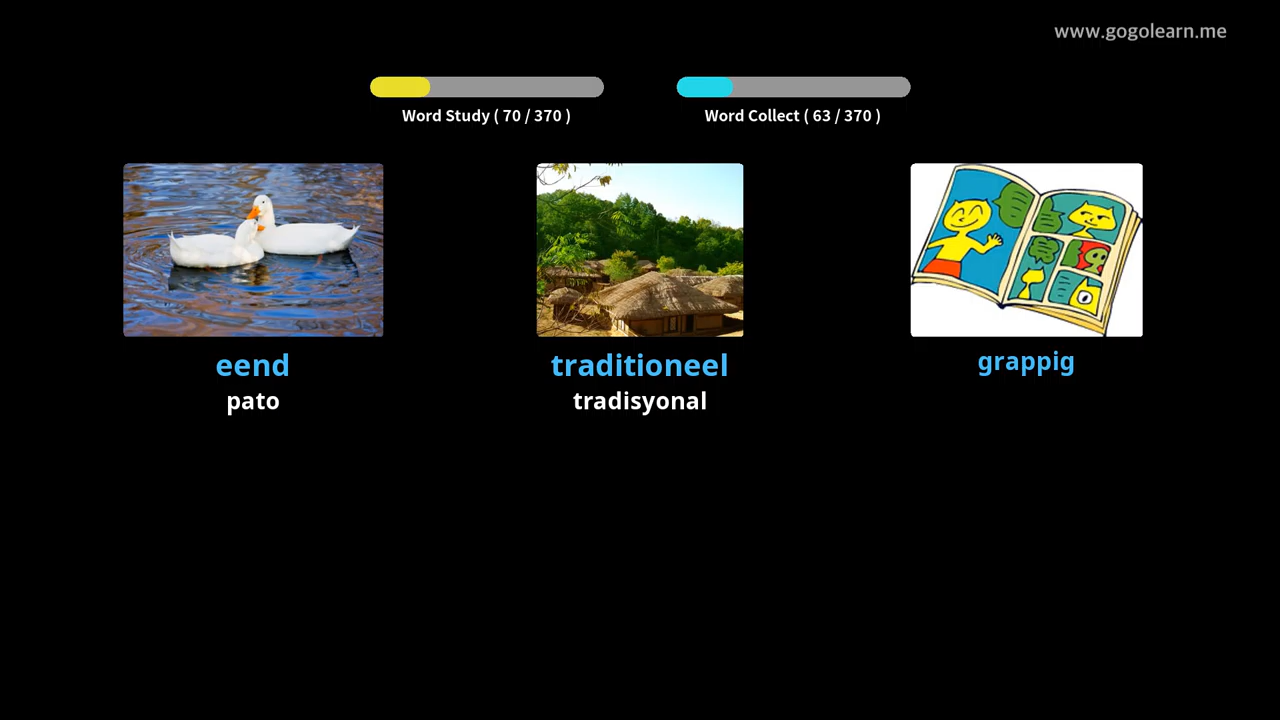 www.gogolearn.me
Word Study ( 70 / 370 )
Word Collect ( 63 / 370 )
eend
traditioneel
grappig
pato
tradisyonal